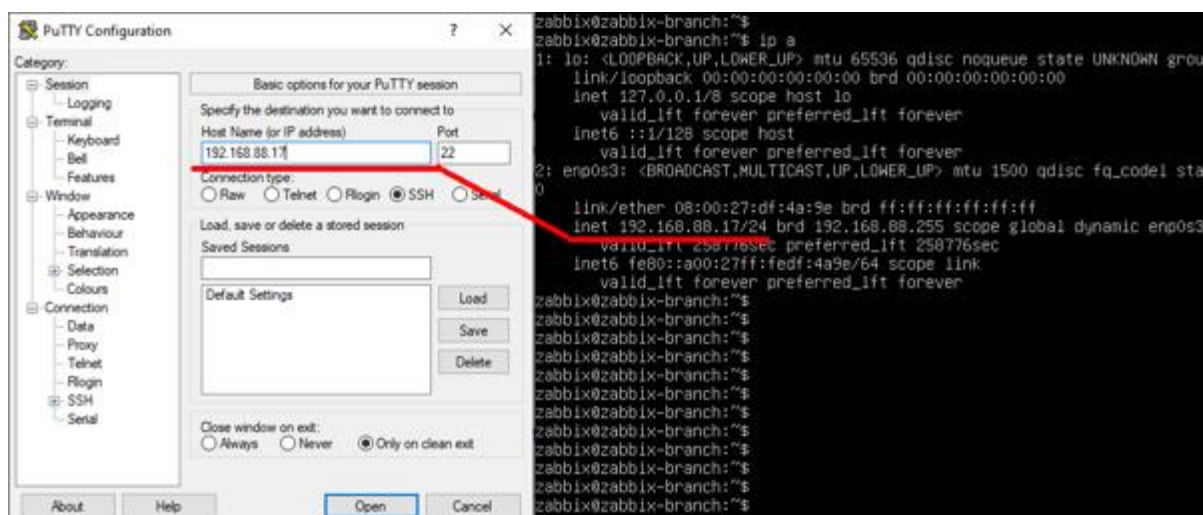 PuTTY Configuration
? ×
Category:
Session
Logging
Terminal
Keyboard
Bell
Features
Window
Appearance
Behaviour
Translation
Selection
Colours
Connection
Data
Proxy
Telnet
Rlogin
SSH
Serial
Basic options for your PuTTY session
Specify the destination you want to connect to
Host Name (or IP address) Port
192.168.88.17 22
Connection type:
Raw Telnet Rlogin SSH Serial
Load, save or delete a stored session
Saved Sessions
Default Settings
Load
Save
Delete
Close window on exit:
Always Never Only on clean exit
About Help Open Cancel
zabbix@zabbix-branch:~$
zabbix@zabbix-branch:~$ ip a
1: lo: <LOOPBACK,UP,LOWER_UP> mtu 65536 qdisc noqueue state UNKNOWN grou
link/loopback 00:00:00:00:00:00 brd 00:00:00:00:00:00
inet 127.0.0.1/8 scope host lo
valid_lft forever preferred_lft forever
inet6 ::1/128 scope host
valid_lft forever preferred_lft forever
2: enp0s3: <BROADCAST,MULTICAST,UP,LOWER_UP> mtu 1500 qdisc fq_codel sta
0
link/ether 08:00:27:df:4a:9e brd ff:ff:ff:ff:ff:ff
inet 192.168.88.17/24 brd 192.168.88.255 scope global dynamic enp0s3
valid_lft 258776sec preferred_lft 258776sec
inet6 fe80::a00:27ff:fedf:4a9e/64 scope link
valid_lft forever preferred_lft forever
zabbix@zabbix-branch:~$
zabbix@zabbix-branch:~$
zabbix@zabbix-branch:~$
zabbix@zabbix-branch:~$
zabbix@zabbix-branch:~$
zabbix@zabbix-branch:~$
zabbix@zabbix-branch:~$
zabbix@zabbix-branch:~$
zabbix@zabbix-branch:~$
zabbix@zabbix-branch:~$
zabbix@zabbix-branch:~$
zabbix@zabbix-branch:~$